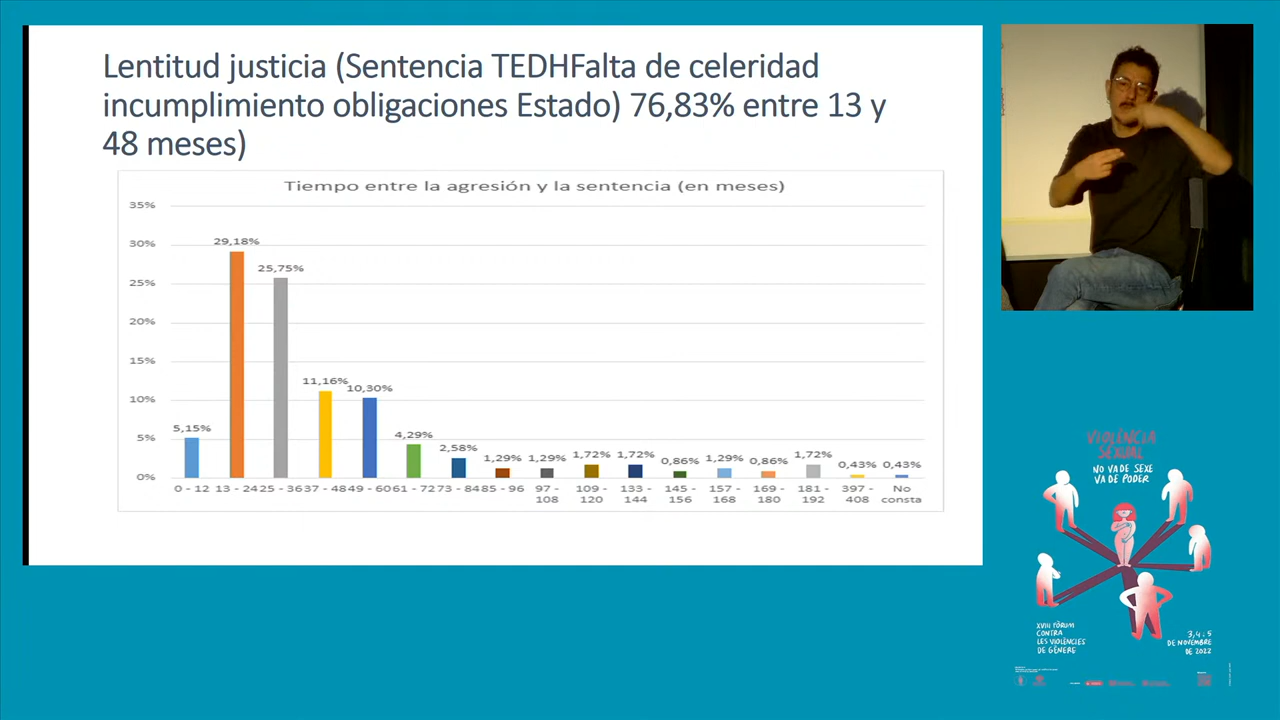 Lentitud justicia (Sentencia TEDHFalta de celeridad
incumplimiento obligaciones Estado) 76,83% entre 13 y
48 meses)
Tiempo entre la agresión y la sentencia (en meses)
35%
30%
25%
20%
15%
10%
5%
0%
5,15%
29,18%
25,75%
11,16%
10,30%
4,29%
2,58%
1,29%
1,29%
1,72%
1,72%
0,86%
1,29%
0,86%
1,72%
0,43%
0,43%
0 - 12
13 - 24
25 - 36
37 - 48
49 - 60
61 - 72
73 - 84
85 - 96
97 -
108
109 -
120
133 -
144
145 -
156
157 -
168
169 -
180
181 -
192
397 -
408
No
consta
VIOLÈNCIA
SEXUAL
NO VA DE SEXE
VA DE PODER
XVIII FÒRUM
CONTRA
LES VIOLÈNCIES
DE GÈNERE
3, 4 i 5
DE NOVEMBRE
DE 2022